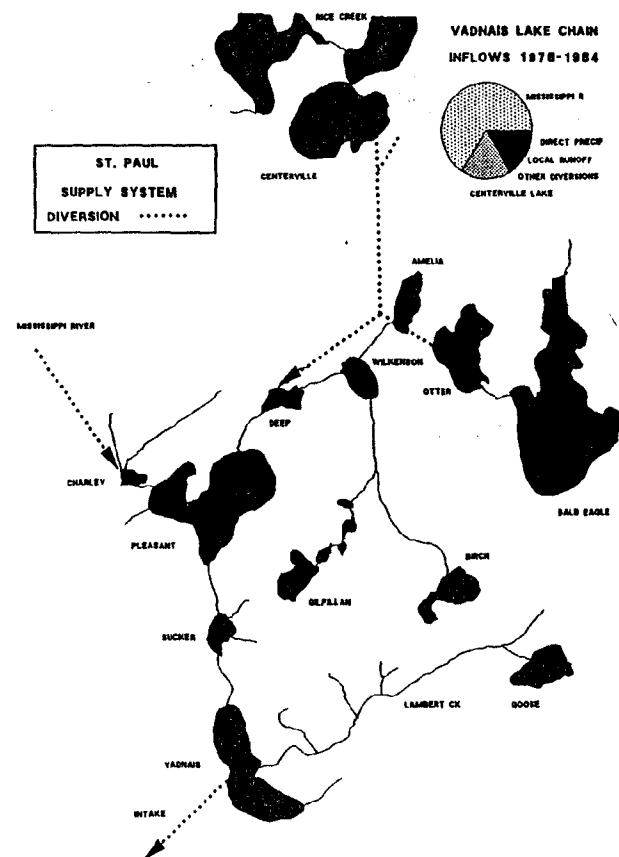 RICE CREEK
VADNAIS LAKE CHAIN
INFLOWS 1976-1984
MISSISSIPPI R
DIRECT PRECIP
LOCAL RUNOFF
OTHER DIVERSIONS
CENTERVILLE LAKE
ST. PAUL
SUPPLY SYSTEM
DIVERSION
CENTERVILLE
AMELIA
MISSISSIPPI RIVER
WILKENSON
OTTER
DEEP
CHARLEY
BALD EAGLE
PLEASANT
BIRCH
GILFILLAN
SUCKER
LAMBERT CK
GOOSE
VADNAIS
INTAKE